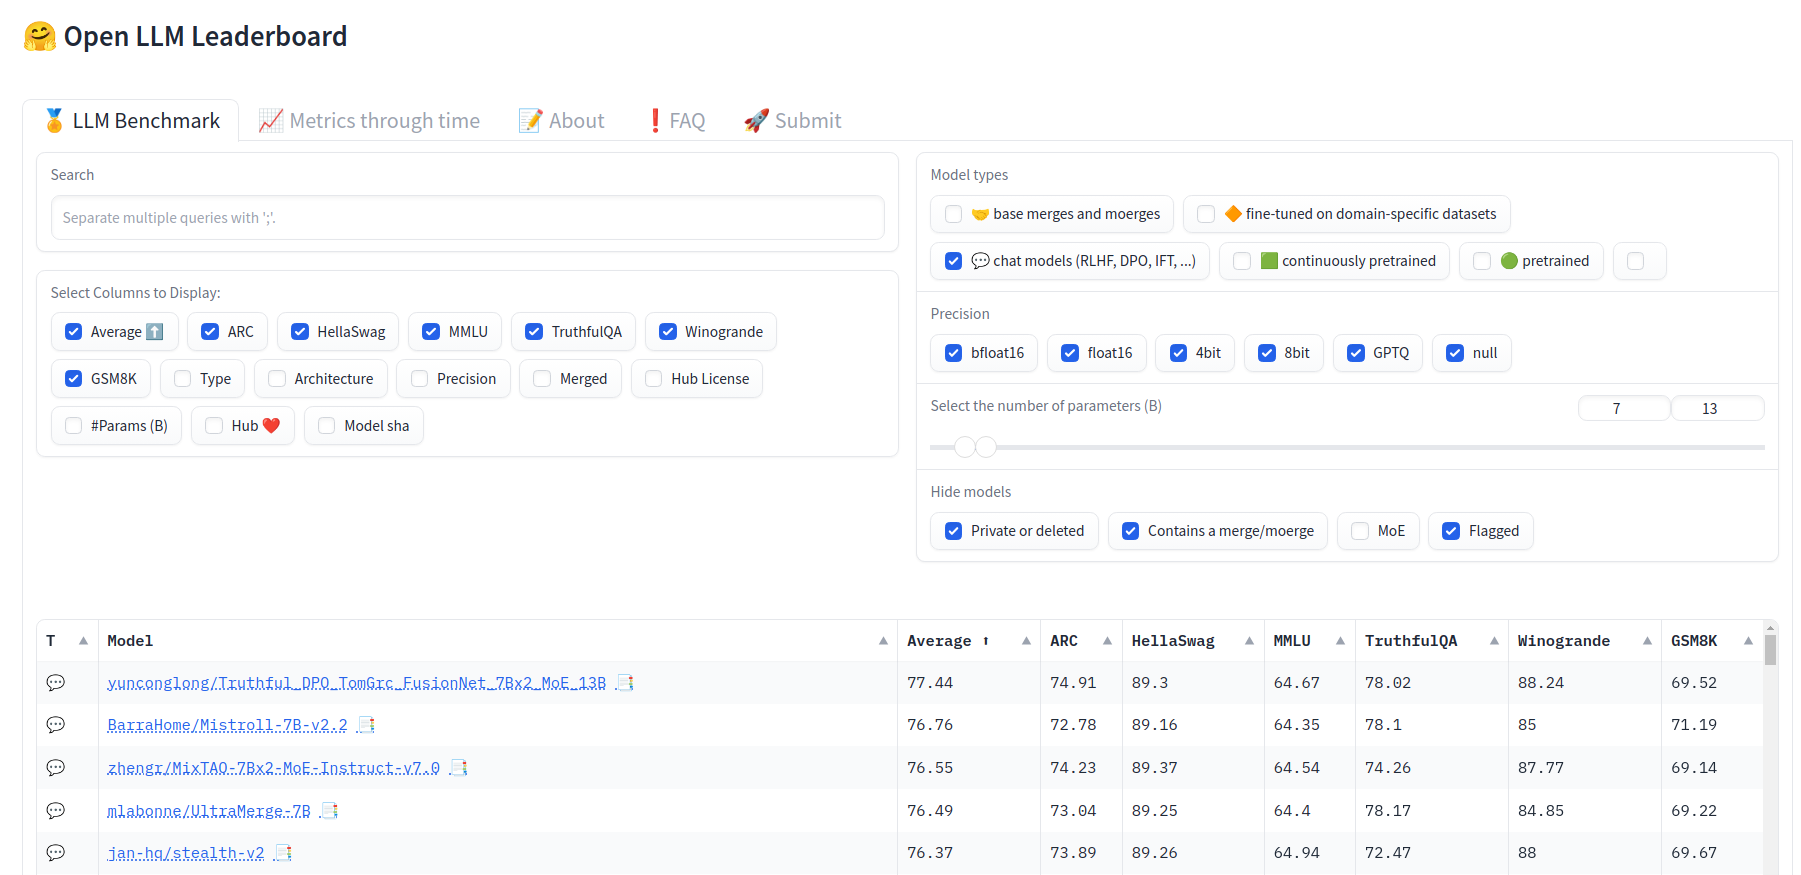 🤗 Open LLM Leaderboard
🏅 LLM Benchmark 📈 Metrics through time 📝 About ❗ FAQ 🚀 Submit
Search
Separate multiple queries with ';'.
Select Columns to Display:
Average ⬆️ ARC HellaSwag MMLU TruthfulQA Winogrande
GSM8K Type Architecture Precision Merged Hub License
#Params (B) Hub ❤️ Model sha
Model types
🤝 base merges and moerges 🔶 fine-tuned on domain-specific datasets
💬 chat models (RLHF, DPO, IFT, ...) 🟩 continuously pretrained 🟢 pretrained
Precision
bfloat16 float16 4bit 8bit GPTQ null
Select the number of parameters (B) 7 13
Hide models
Private or deleted Contains a merge/moerge MoE Flagged
T Model Average ⬆ ARC HellaSwag MMLU TruthfulQA Winogrande GSM8K
💬 yunconglong/Truthful_DPO_TomGrc_FusionNet_7Bx2_MoE_13B 📑 77.44 74.91 89.3 64.67 78.02 88.24 69.52
💬 BarraHome/Mistroll-7B-v2.2 📑 76.76 72.78 89.16 64.35 78.1 85 71.19
💬 zhengr/MixTAO-7Bx2-MoE-Instruct-v7.0 📑 76.55 74.23 89.37 64.54 74.26 87.77 69.14
💬 mlabonne/UltraMerge-7B 📑 76.49 73.04 89.25 64.4 78.17 84.85 69.22
💬 jan-hq/stealth-v2 📑 76.37 73.89 89.26 64.94 72.47 88 69.67